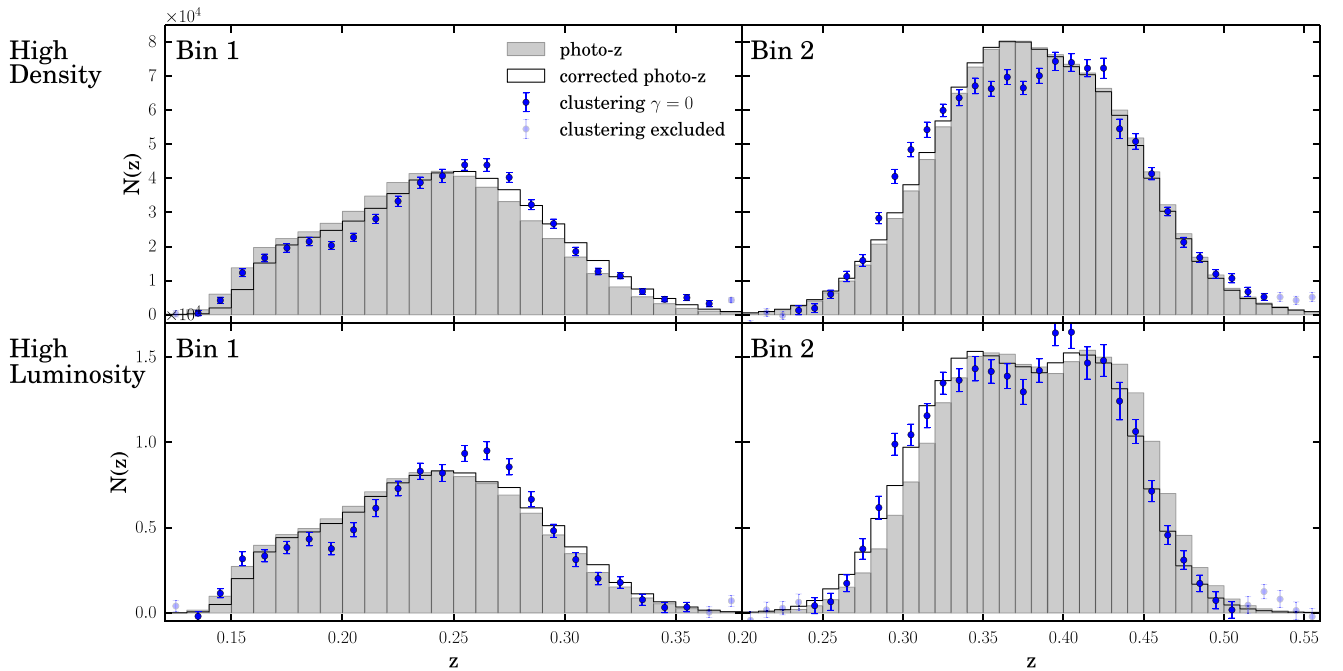 ×10⁴
High
Density
Bin 1
photo-z
corrected photo-z
clustering γ = 0
clustering excluded
Bin 2
N(z)
8
7
6
5
4
3
2
1
0
High
Luminosity
Bin 1
Bin 2
N(z)
1.5
1.0
0.5
0.0
0.15 0.20 0.25 0.30 0.35 0.20 0.25 0.30 0.35 0.40 0.45 0.50 0.55
z z